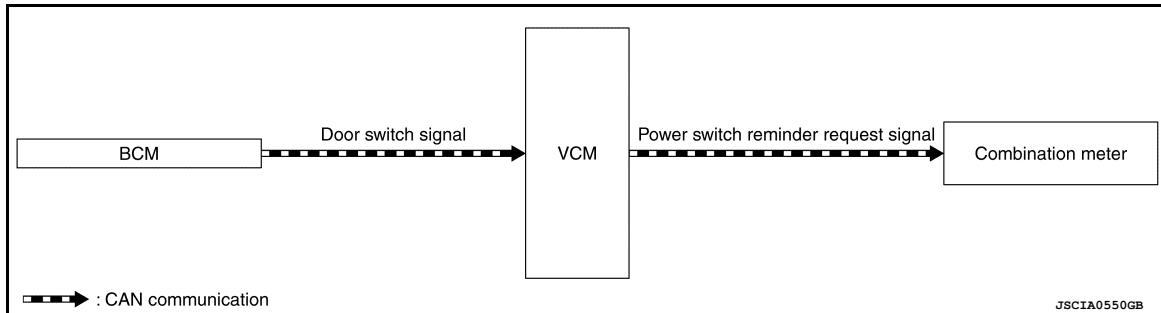 Door switch signal
Power switch reminder request signal
BCM
VCM
Combination meter
: CAN communication
JSCIA0550GB